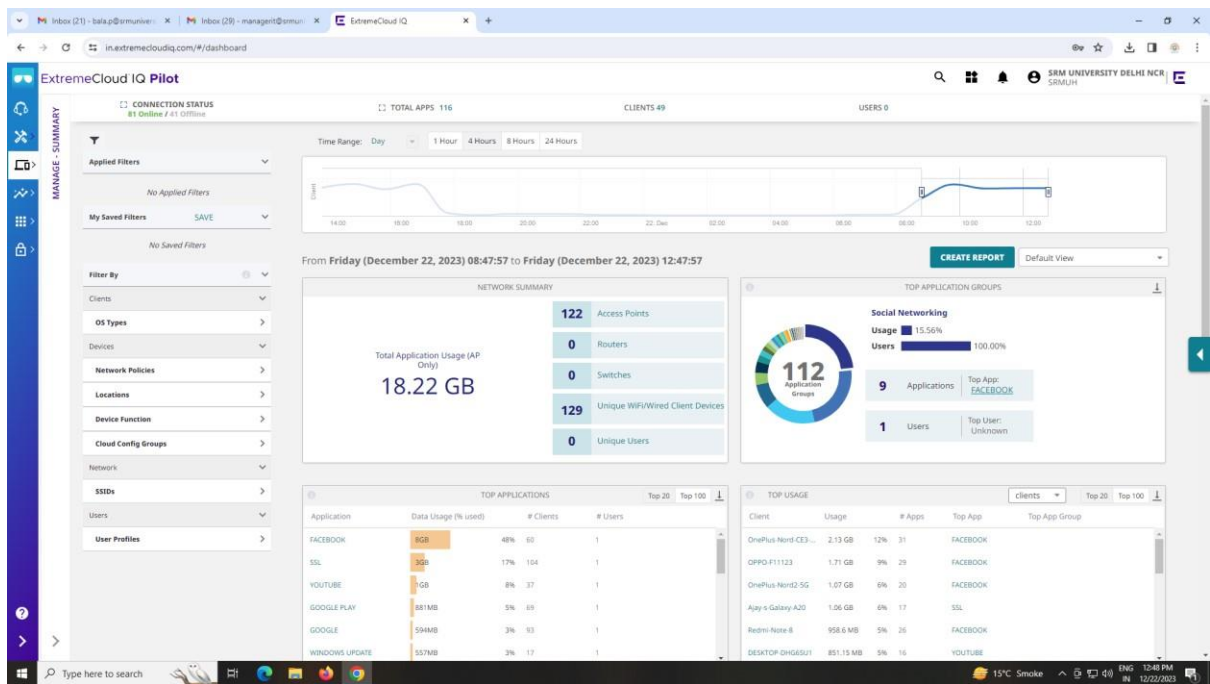 Inbox (21) - bala.p@srmuniver
Inbox (29) - managerit@srmuni
ExtremeCloud IQ
in.extremecloudiq.com/#/dashboard
ExtremeCloud IQ Pilot
SRM UNIVERSITY DELHI NCR
SRMUH
MANAGE - SUMMARY
CONNECTION STATUS
81 Online / 41 Offline
TOTAL APPS 116
CLIENTS 49
USERS 0
Applied Filters
No Applied Filters
My Saved Filters SAVE
No Saved Filters
Filter By
Clients
OS Types
Devices
Network Policies
Locations
Device Function
Cloud Config Groups
Network
SSIDs
Users
User Profiles
Time Range: Day 1 Hour 4 Hours 8 Hours 24 Hours
Client
14:00 18:00 20:00 22:00 22. Dec 02:00 04:00 06:00 08:00 10:00 12:00
From Friday (December 22, 2023) 08:47:57 to Friday (December 22, 2023) 12:47:57
CREATE REPORT
Default View
NETWORK SUMMARY
Total Application Usage (AP
Only)
18.22 GB
122 Access Points
0 Routers
0 Switches
129 Unique WiFi/Wired Client Devices
0 Unique Users
TOP APPLICATION GROUPS
112
Application
Groups
Social Networking
Usage 15.56%
Users 100.00%
9 Applications Top App:
FACEBOOK
1 Users Top User:
Unknown
TOP APPLICATIONS Top 20 Top 100
Application Data Usage (% used) # Clients # Users
FACEBOOK 8GB 48% 60 1
SSL 3GB 17% 104 1
YOUTUBE 1GB 8% 37 1
GOOGLE PLAY 881MB 5% 69 1
GOOGLE 594MB 3% 93 1
WINDOWS UPDATE 557MB 3% 17 1
TOP USAGE clients Top 20 Top 100
Client Usage # Apps Top App Top App Group
OnePlus-Nord-CE3-... 2.13 GB 12% 31 FACEBOOK
OPPO-F11123 1.71 GB 9% 29 FACEBOOK
OnePlus-Nord2-5G 1.07 GB 6% 20 FACEBOOK
Ajay-s-Galaxy-A20 1.06 GB 6% 17 SSL
Redmi-Note-8 958.6 MB 5% 26 FACEBOOK
DESKTOP-DHG6SU1 851.15 MB 5% 16 YOUTUBE
Type here to search
15°C Smoke
ENG
IN
12:48 PM
12/22/2023